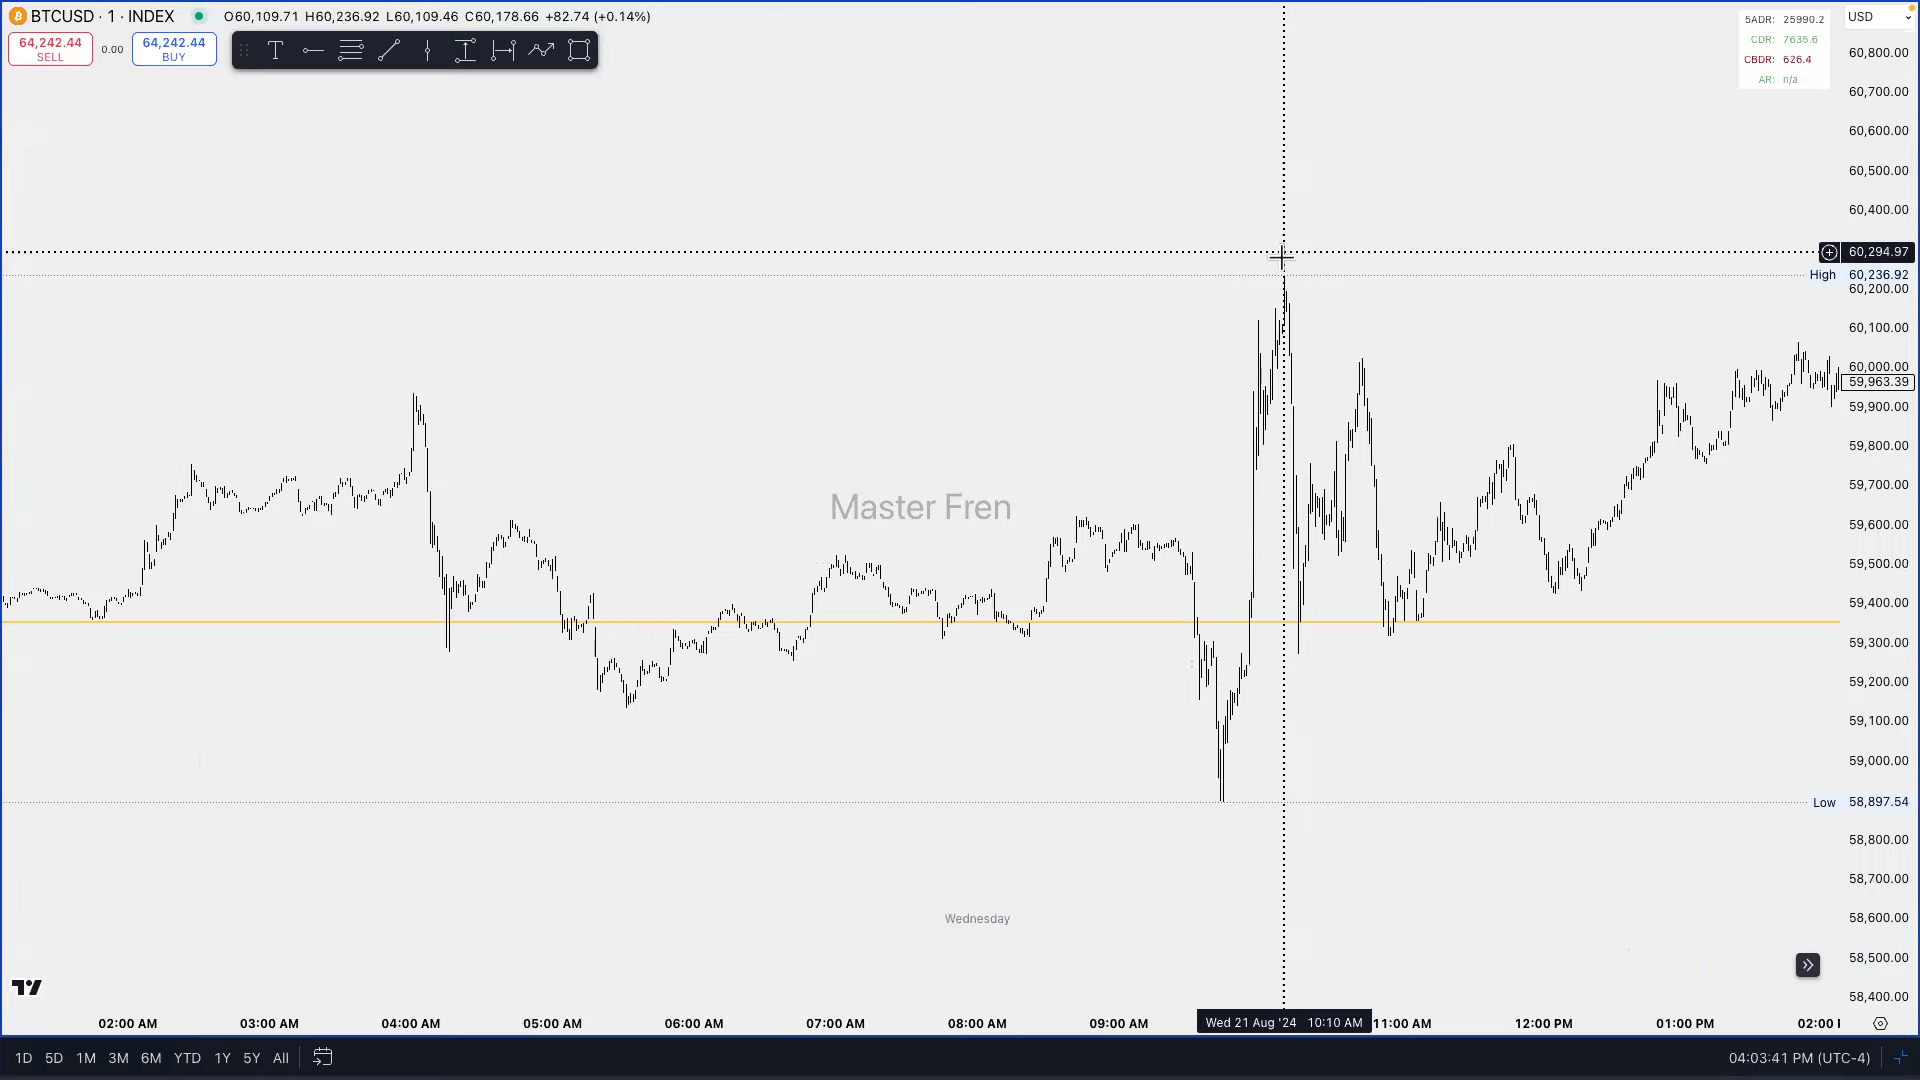 BTCUSD · 1 · INDEX O60,109.71 H60,236.92 L60,109.46 C60,178.66 +82.74 (+0.14%)
64,242.44 0.00 64,242.44
SELL BUY
5ADR: 25990.2
CDR: 7635.6
CBDR: 626.4
AR: n/a
USD
60,800.00
60,700.00
60,600.00
60,500.00
60,400.00
60,294.97
High 60,236.92
60,200.00
60,100.00
60,000.00
59,963.39
59,900.00
59,800.00
59,700.00
Master Fren
59,600.00
59,500.00
59,400.00
59,300.00
59,200.00
59,100.00
59,000.00
Low 58,897.54
58,800.00
58,700.00
58,600.00
Wednesday
58,500.00
58,400.00
02:00 AM 03:00 AM 04:00 AM 05:00 AM 06:00 AM 07:00 AM 08:00 AM 09:00 AM Wed 21 Aug '24 10:10 AM 11:00 AM 12:00 PM 01:00 PM 02:00
1D 5D 1M 3M 6M YTD 1Y 5Y All 04:03:41 PM (UTC-4)